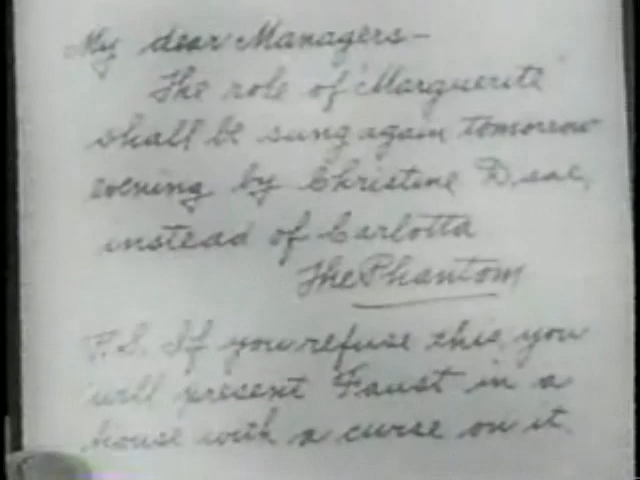 My dear Managers—
The role of "Marguerite"
shall be sung again tomorrow
evening by Christine Daae,
instead of Carlotta
The Phantom
P.S. If you refuse this, you
will present Faust in a
house with a curse on it.